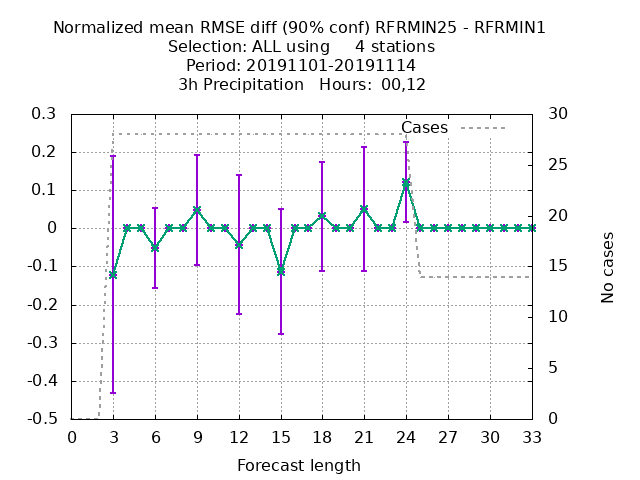 Normalized mean RMSE diff (90% conf) RFRMIN25 - RFRMIN1
Selection: ALL using     4 stations
Period: 20191101-20191114
3h Precipitation   Hours: 00,12
Cases
0.3
0.2
0.1
0
-0.1
-0.2
-0.3
-0.4
-0.5
30
25
20
15
10
5
0
No cases
0 3 6 9 12 15 18 21 24 27 30 33
Forecast length